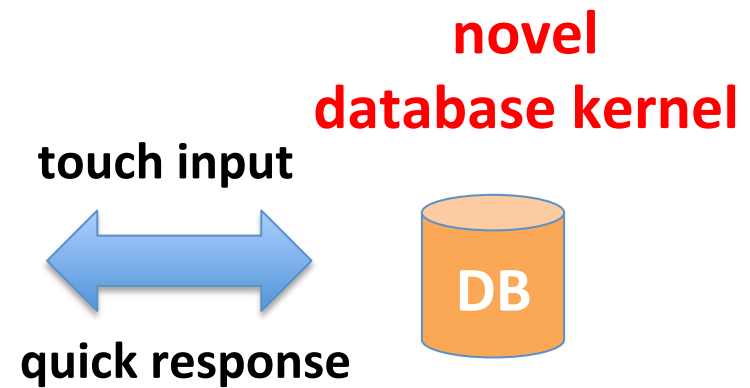 novel
database kernel
touch input
DB
quick response